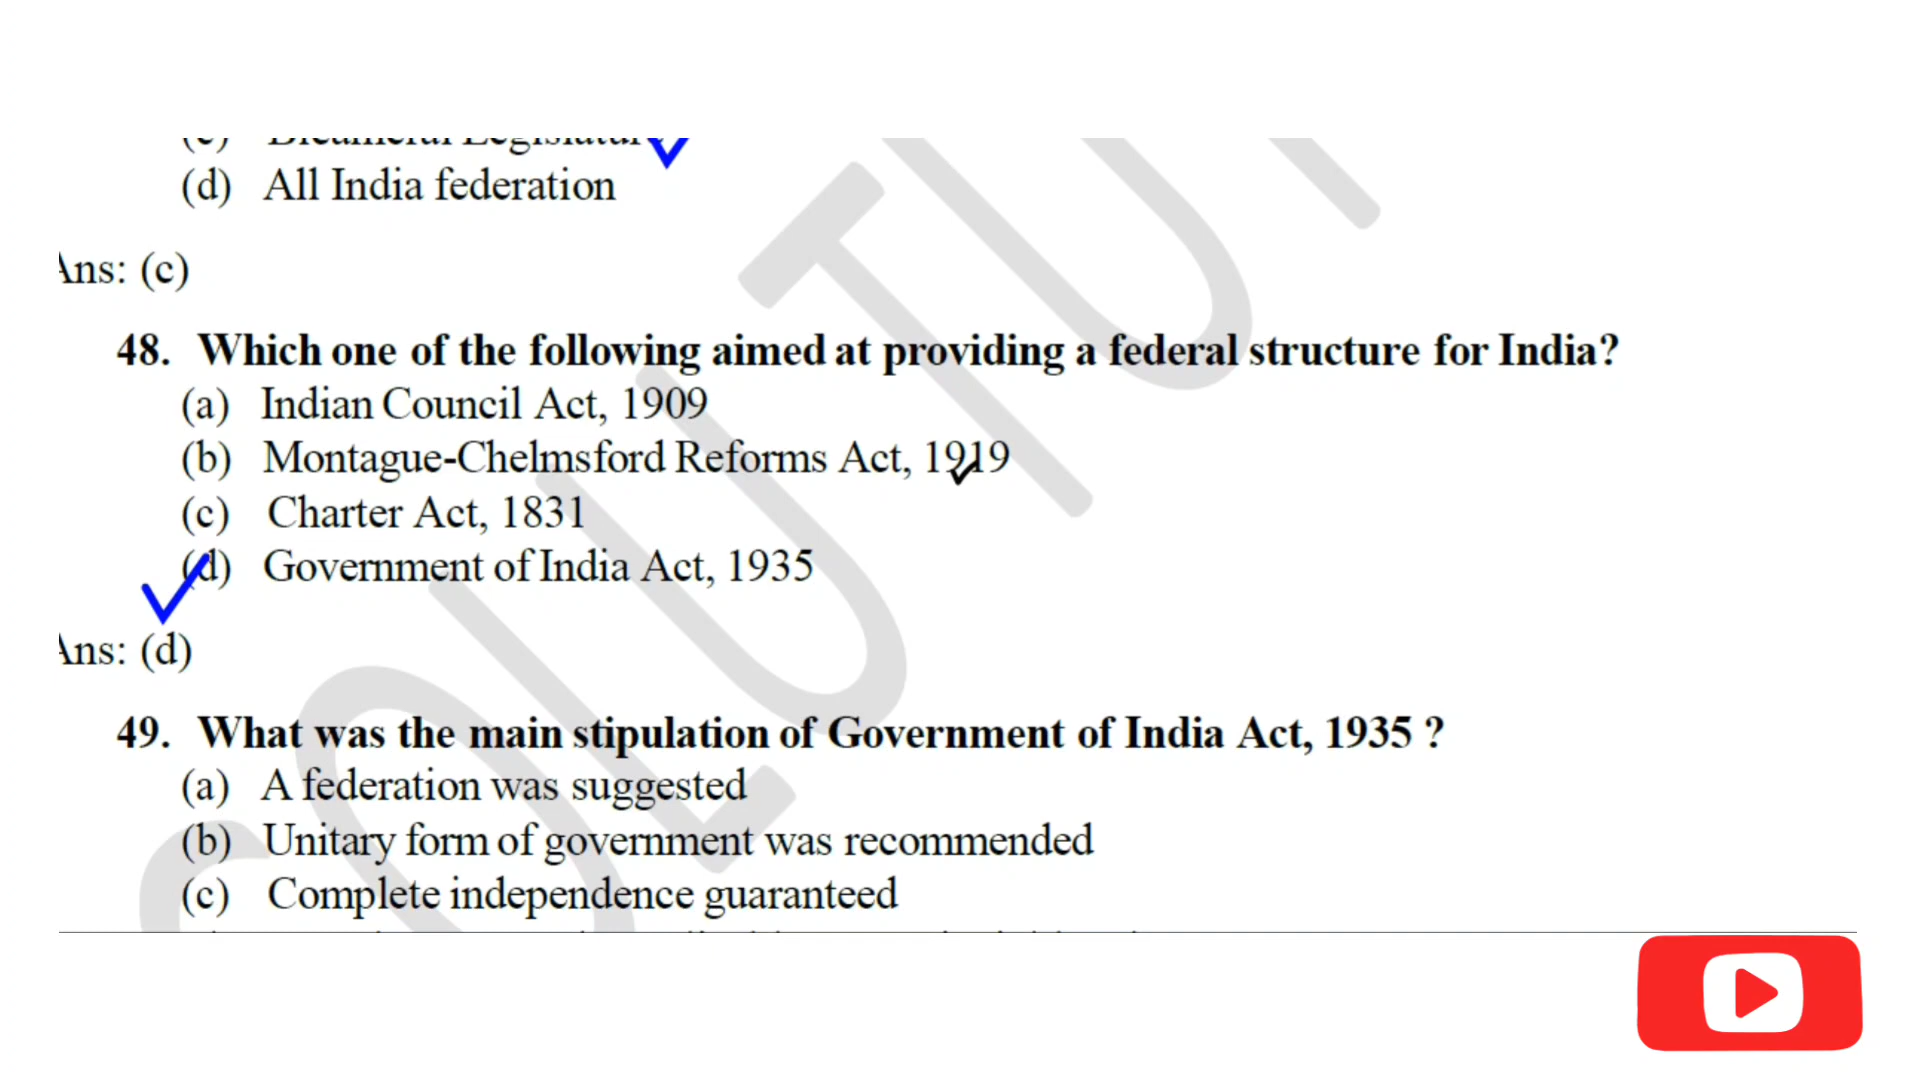 (c) Bicameral Legislatur
(d) All India federation
Ans: (c)
48. Which one of the following aimed at providing a federal structure for India?
(a) Indian Council Act, 1909
(b) Montague-Chelmsford Reforms Act, 1919
(c) Charter Act, 1831
(d) Government of India Act, 1935
Ans: (d)
49. What was the main stipulation of Government of India Act, 1935 ?
(a) A federation was suggested
(b) Unitary form of government was recommended
(c) Complete independence guaranteed